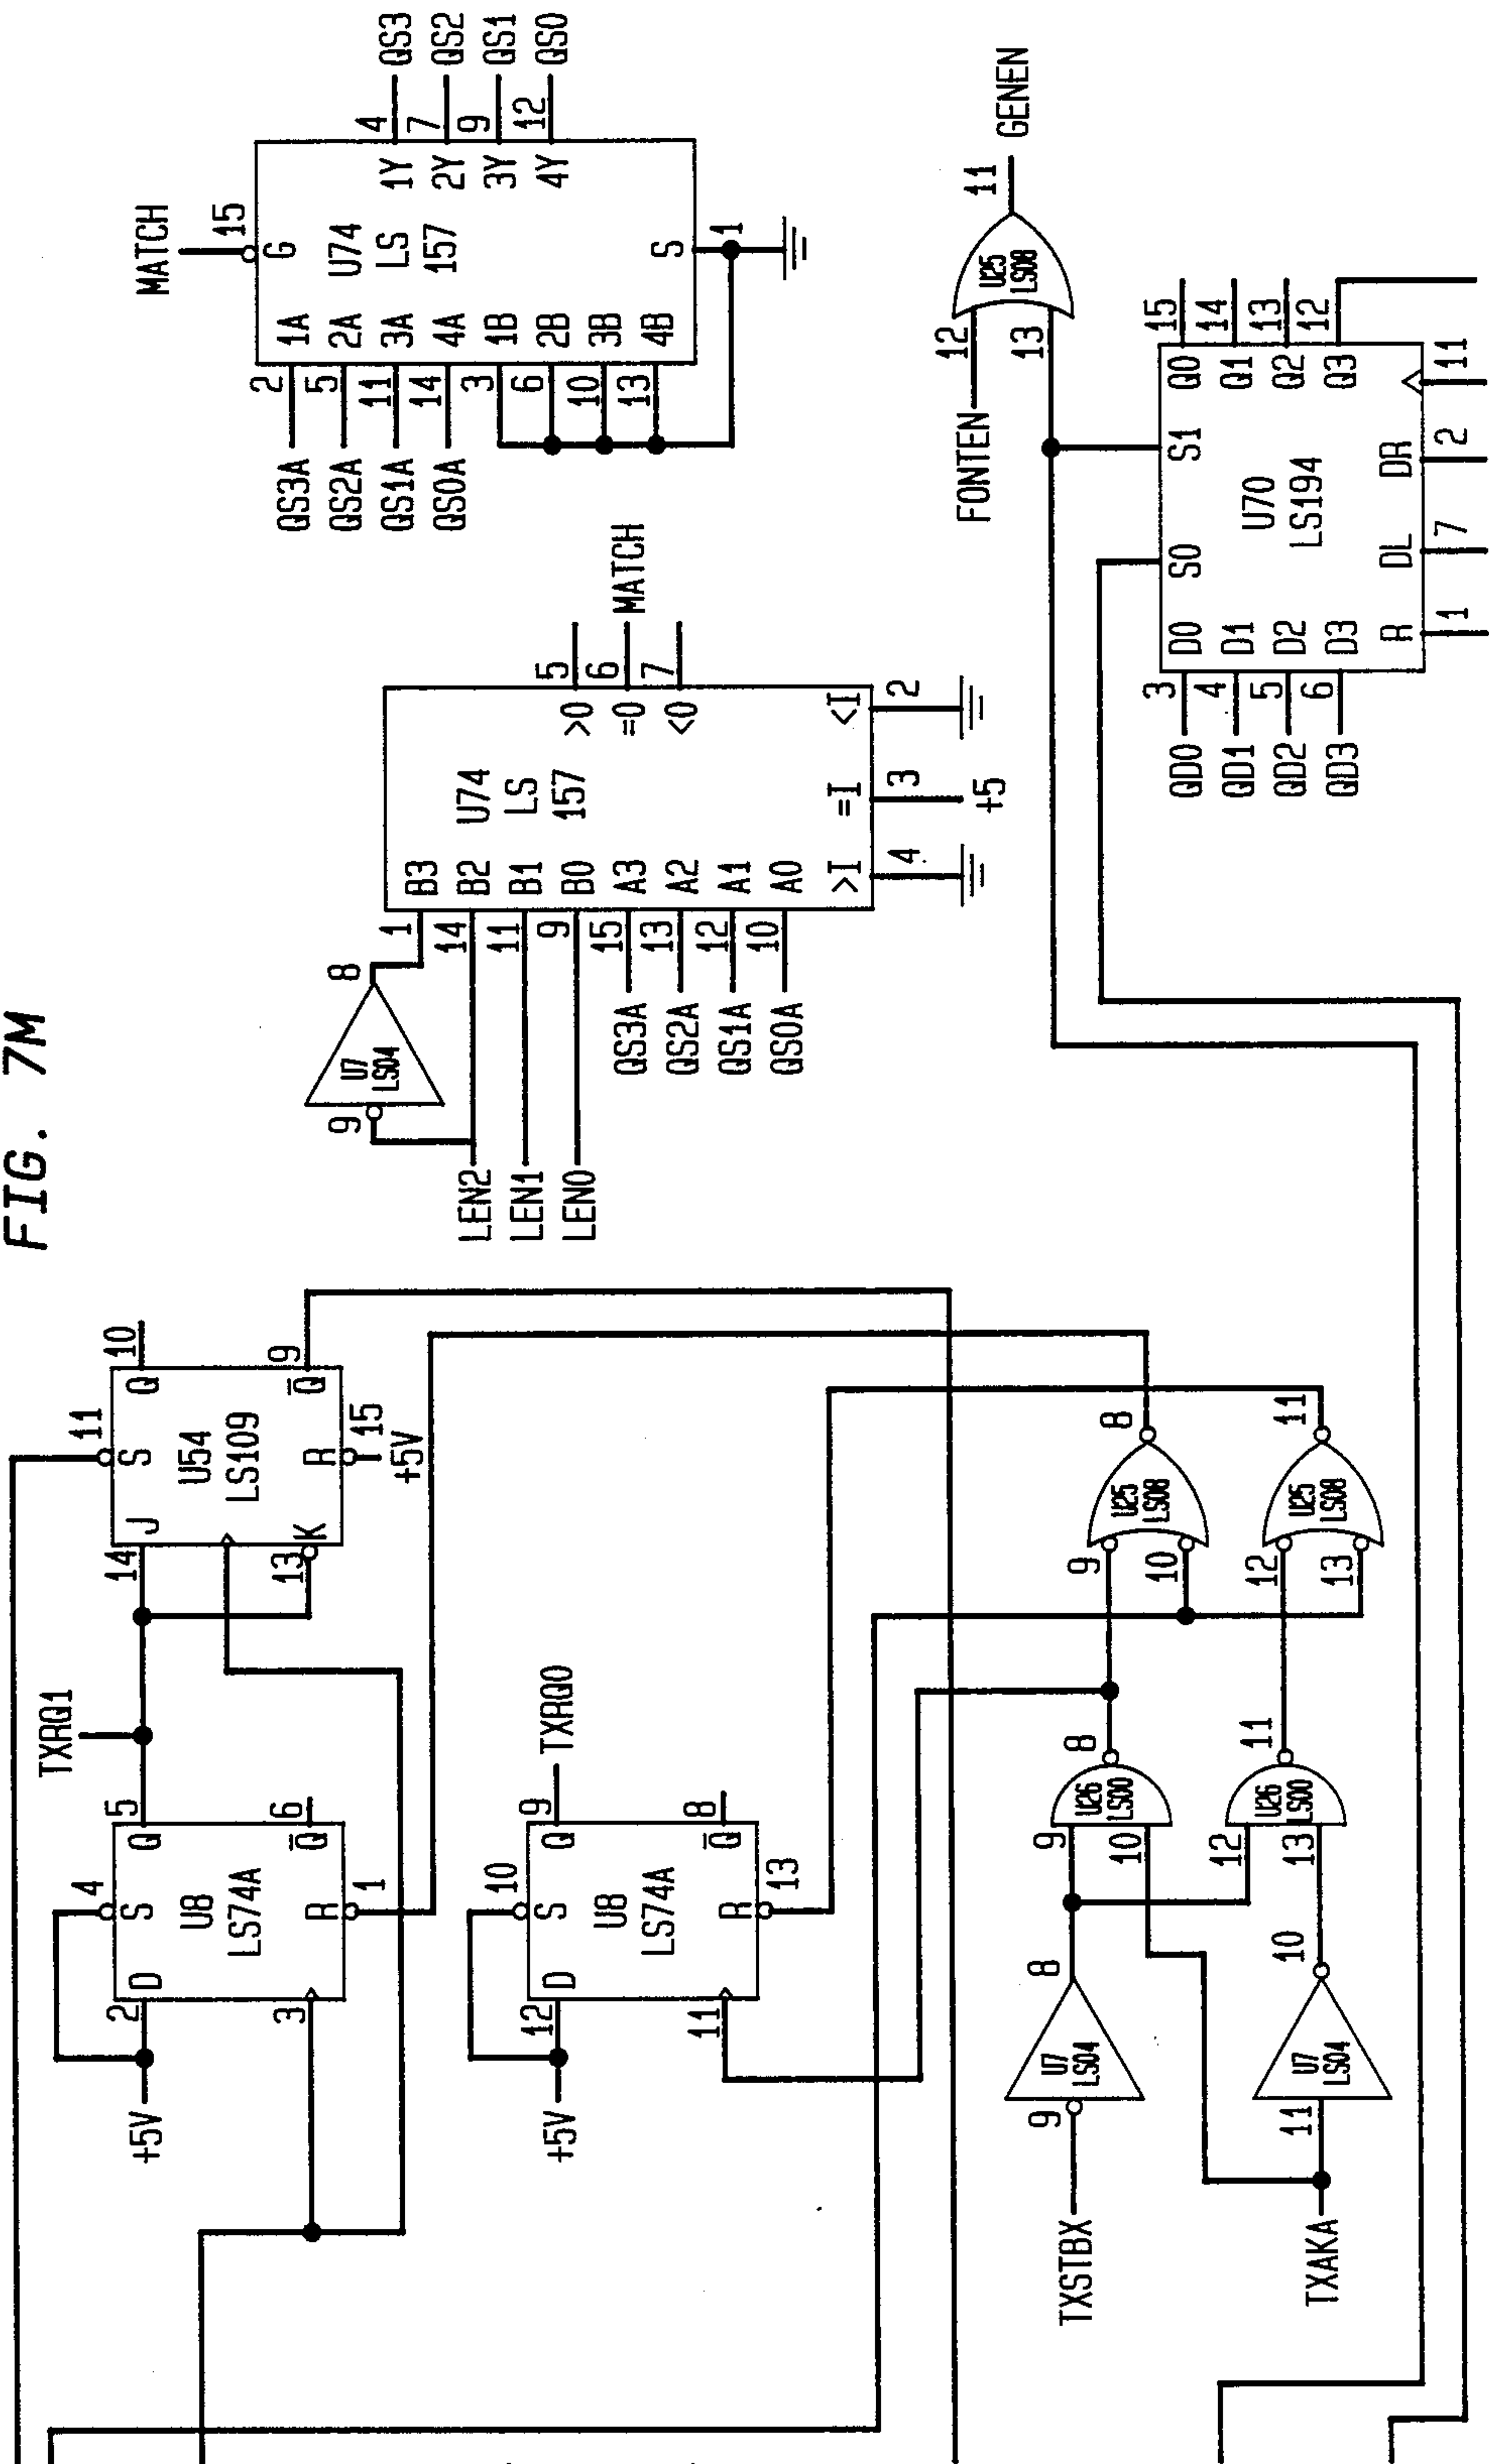 FIG. 7M
TXRQ1
+5V
2
D
4
S
U8
LS74A
3
R
1
Q
5
Q̅
6
14
J
11
S
U54
LS109
13
K
R
15
+5V
Q
10
Q̅
9
+5V
12
D
10
S
U8
LS74A
11
R
13
Q
9
TXRQ0
Q̅
8
TXSTBX
9
U7
LS04
8
TXAKA
11
U7
LS04
10
9
10
U26
LS00
8
12
13
U26
LS00
11
9
10
U25
LS08
8
12
13
U25
LS08
11
9
U7
LS04
8
LEN2
LEN1
LEN0
QS3A
QS2A
QS1A
QS0A
1
14
11
9
15
13
12
10
B3
B2
B1
B0
A3
A2
A1
A0
U74
LS
157
>O
=O
<O
5
6
7
MATCH
>I
=I
<I
4
3
2
+5
MATCH
15
G
QS3A
QS2A
QS1A
QS0A
2
5
11
14
3
6
10
13
1A
2A
3A
4A
1B
2B
3B
4B
U74
LS
157
1Y
2Y
3Y
4Y
4
7
9
12
QS3
QS2
QS1
QS0
S
1
FONTEN
12
13
U25
LS08
11
GENEN
QD0
QD1
QD2
QD3
3
4
5
6
D0
D1
D2
D3
S0
S1
U70
LS194
Q0
Q1
Q2
Q3
15
14
13
12
R
DL
DR
1
7
2
11